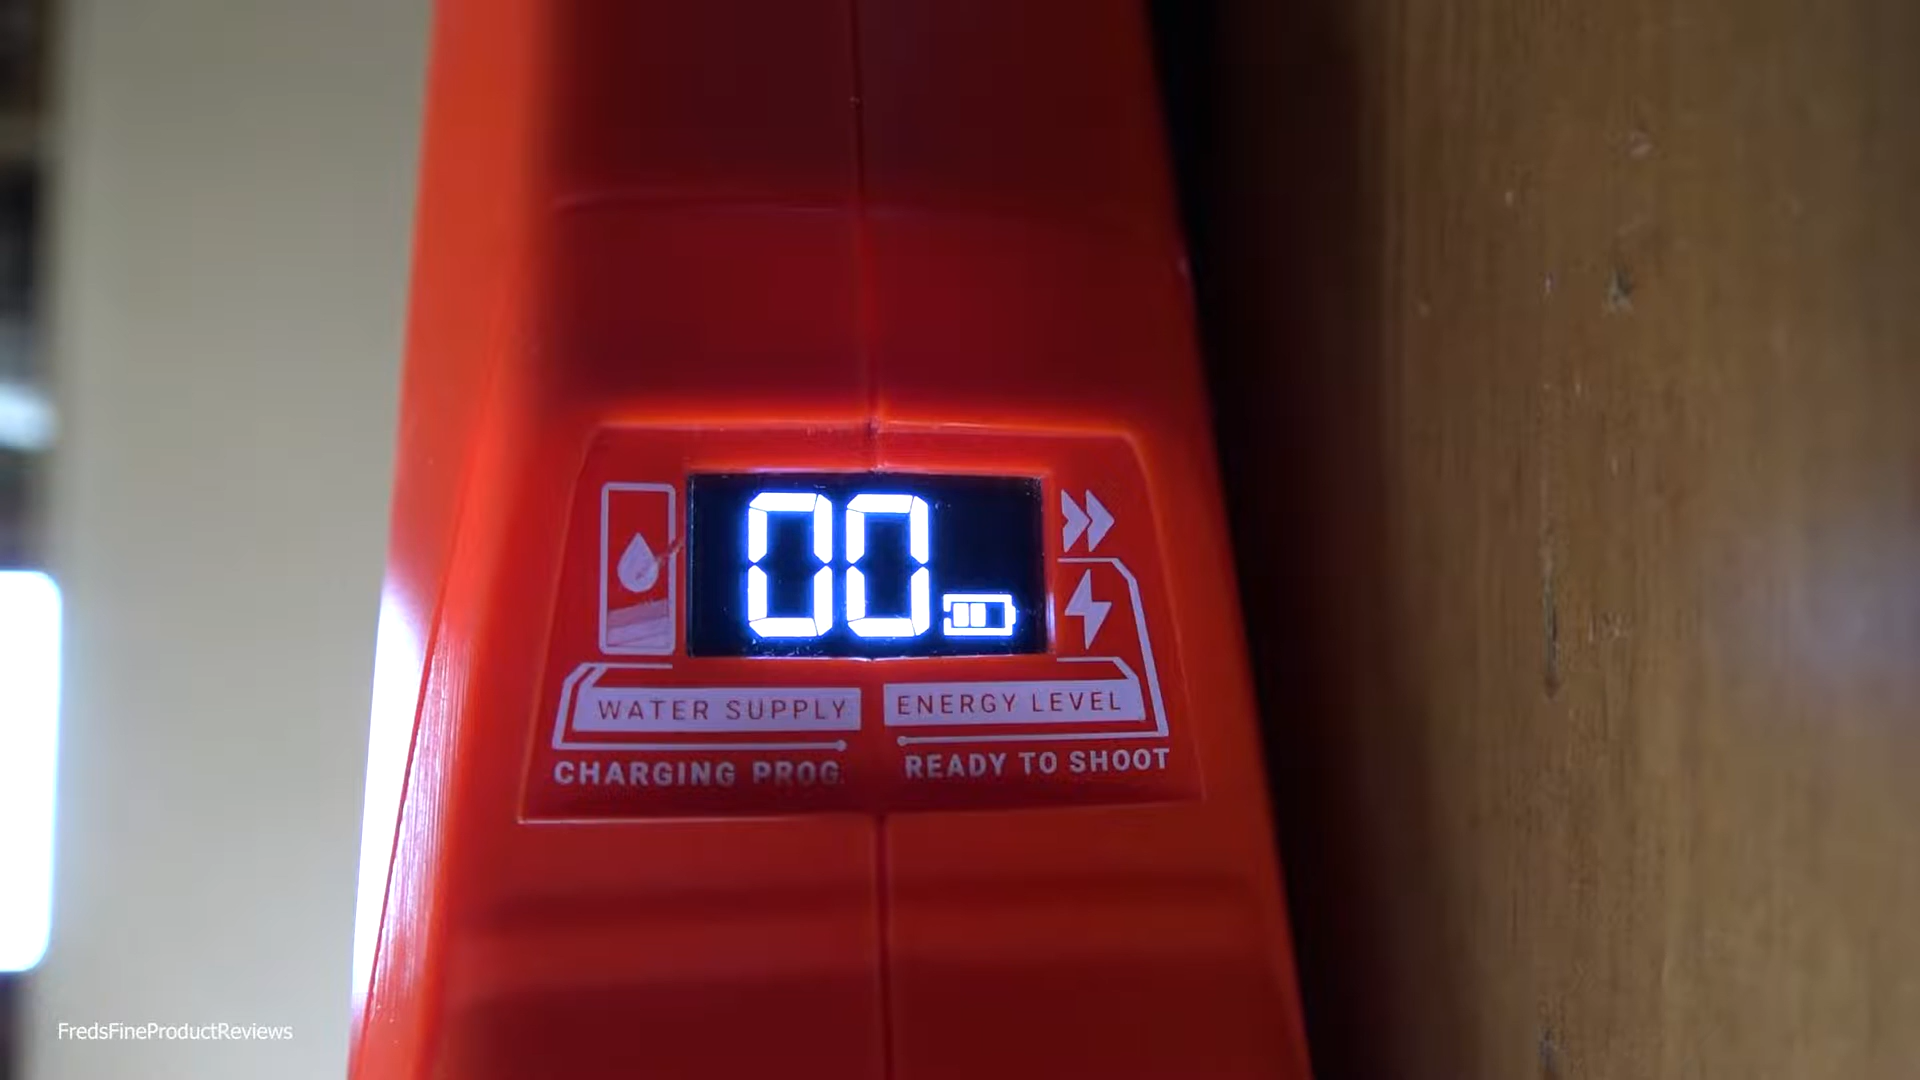 00
WATER SUPPLY
ENERGY LEVEL
CHARGING PROG
READY TO SHOOT
FredsFineProductReviews